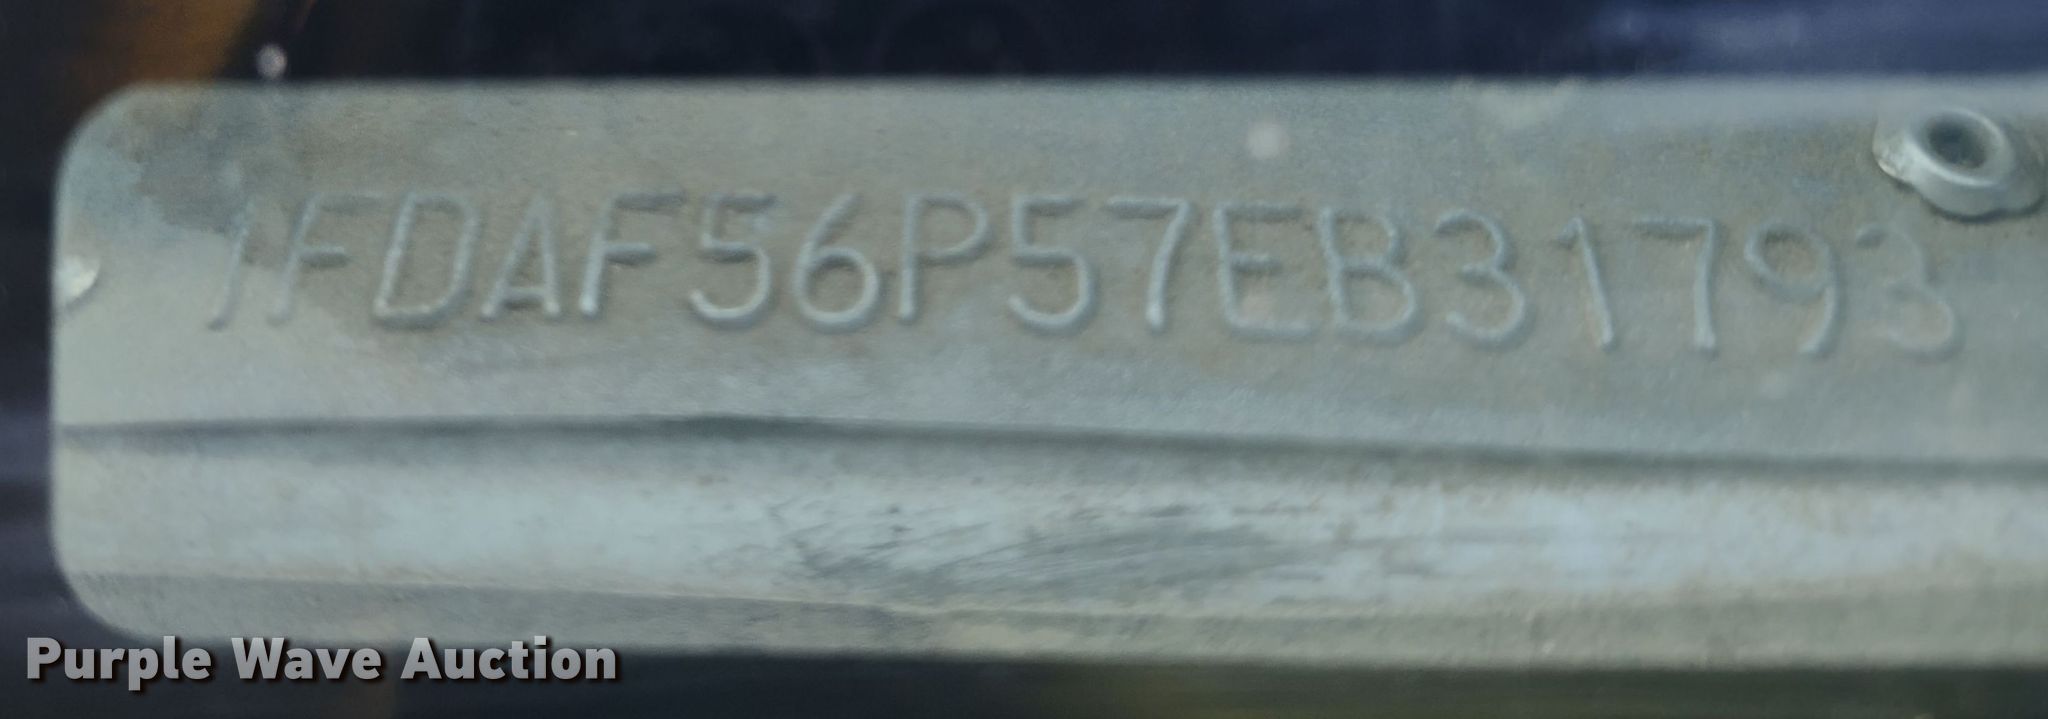 1FDAF56P57EB31793
Purple Wave Auction